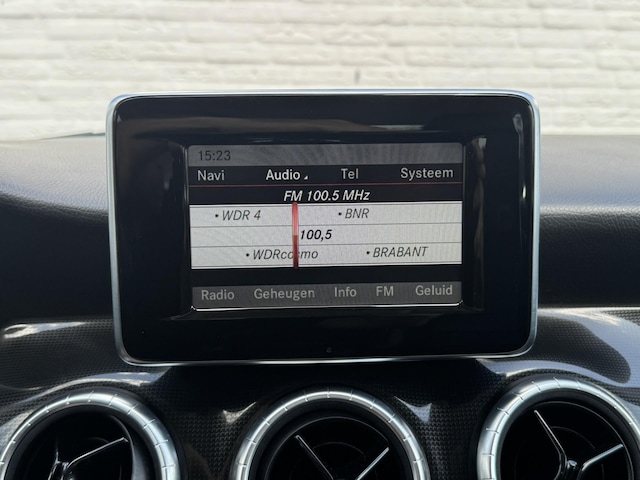 15:23
Navi Audio Tel Systeem
FM 100.5 MHz
•WDR 4 •BNR
100,5
•WDRcosmo •BRABANT
Radio Geheugen Info FM Geluid